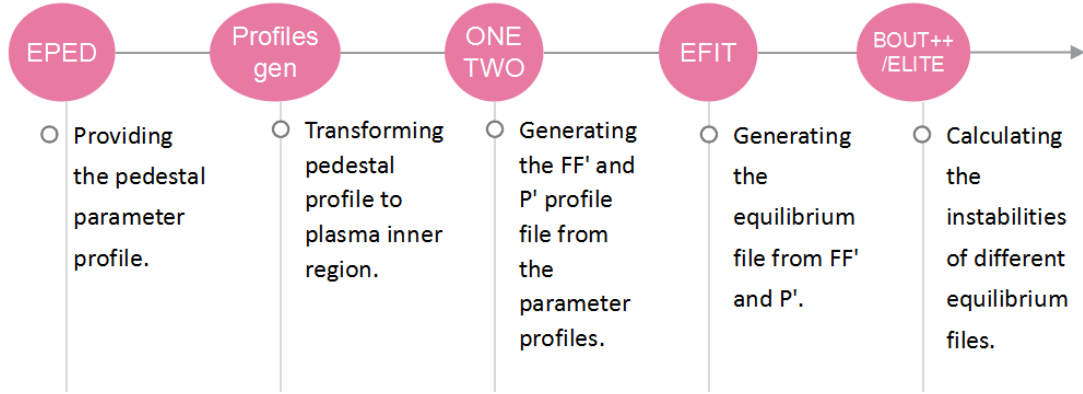 EPED
Profiles
gen
ONE
TWO
EFIT
BOUT++
/ELITE
Providing
the pedestal
parameter
profile.
Transforming
pedestal
profile to
plasma inner
region.
Generating
the FF' and
P' profile
file from
the
parameter
profiles.
Generating
the
equilibrium
file from FF'
and P'.
Calculating
the
instabilities
of different
equilibrium
files.